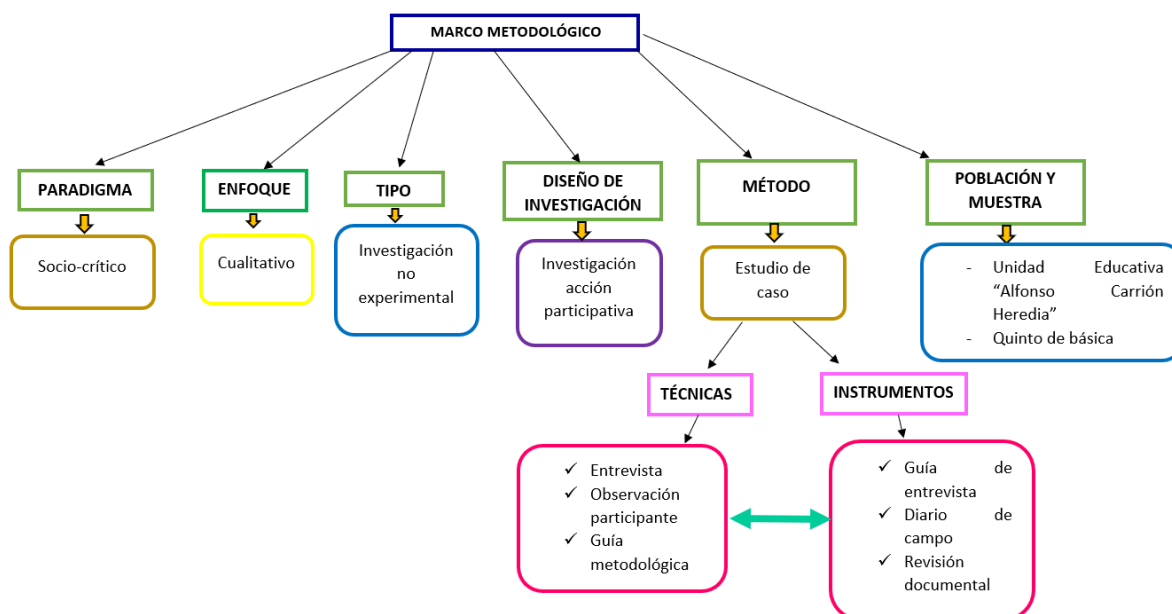 MARCO METODOLÓGICO
PARADIGMA
ENFOQUE
TIPO
DISEÑO DE
INVESTIGACIÓN
MÉTODO
POBLACIÓN Y
MUESTRA
Socio-crítico
Cualitativo
Investigación
no
experimental
Investigación
acción
participativa
Estudio de
caso
- Unidad Educativa
“Alfonso Carrión
Heredia”
- Quinto de básica
TÉCNICAS
INSTRUMENTOS
✓ Entrevista
✓ Observación
participante
✓ Guía
metodológica
✓ Guía de
entrevista
✓ Diario de
campo
✓ Revisión
documental